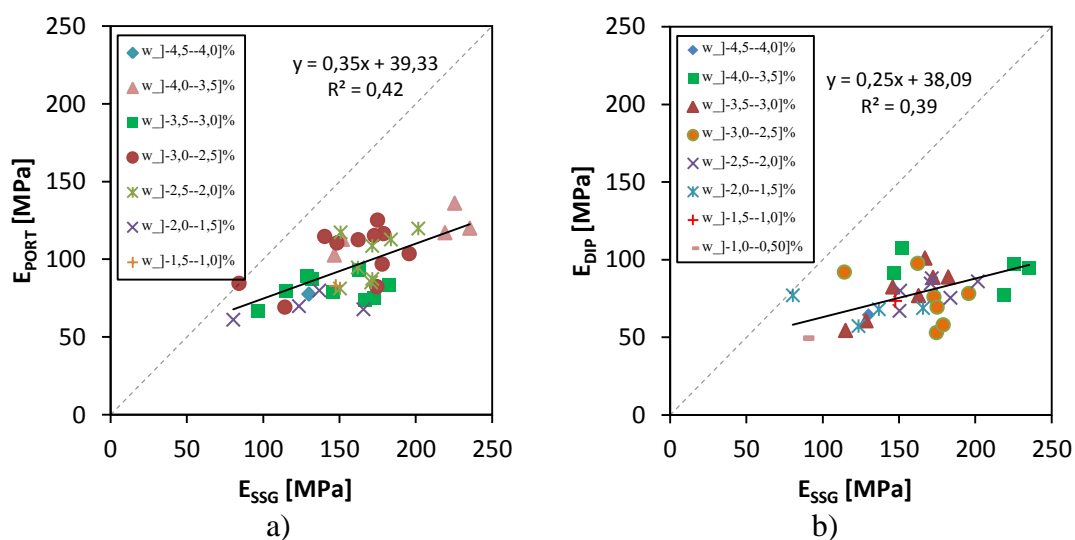 250
200
150
100
50
0
E_PORT [MPa]
w_]-4,5--4,0]%
w_]-4,0--3,5]%
w_]-3,5--3,0]%
w_]-3,0--2,5]%
w_]-2,5--2,0]%
w_]-2,0--1,5]%
w_]-1,5--1,0]%
y = 0,35x + 39,33
R² = 0,42
0 50 100 150 200 250
E_SSG [MPa]
a)
250
200
150
100
50
0
E_DIP [MPa]
w_]-4,5--4,0]%
w_]-4,0--3,5]%
w_]-3,5--3,0]%
w_]-3,0--2,5]%
w_]-2,5--2,0]%
w_]-2,0--1,5]%
w_]-1,5--1,0]%
w_]-1,0--0,50]%
y = 0,25x + 38,09
R² = 0,39
0 50 100 150 200 250
E_SSG [MPa]
b)